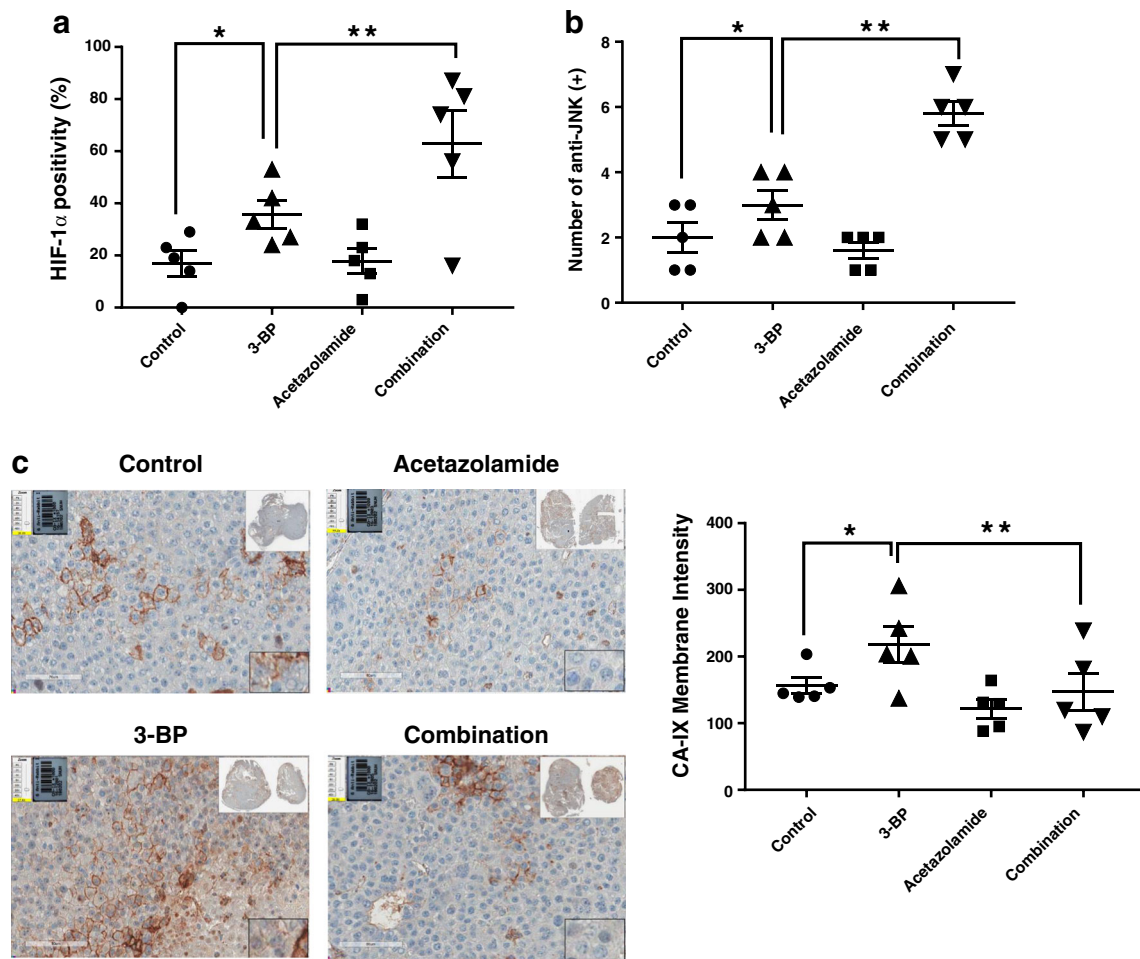 a
*
**
HIF-1α positivity (%)
100
80
60
40
20
0
Control
3-BP
Acetazolamide
Combination
b
*
**
Number of anti-JNK (+)
8
6
4
2
0
Control
3-BP
Acetazolamide
Combination
c
Control
Acetazolamide
3-BP
Combination
*
**
CA-IX Membrane Intensity
400
300
200
100
0
Control
3-BP
Acetazolamide
Combination